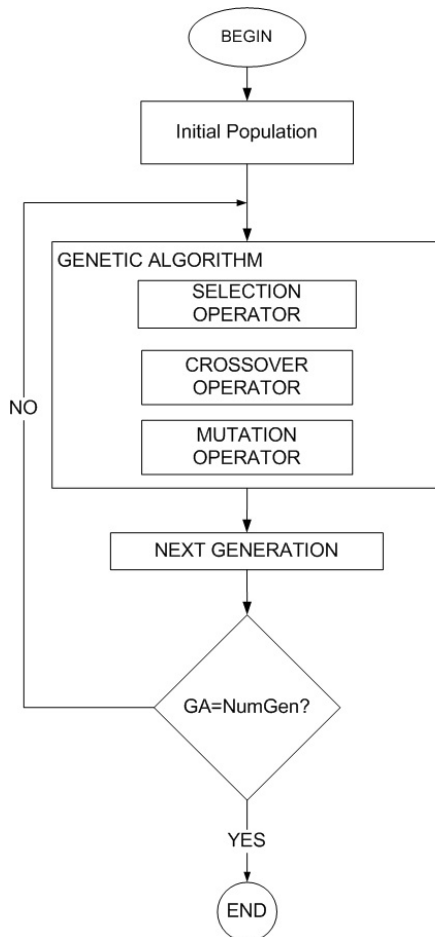 BEGIN
Initial Population
GENETIC ALGORITHM
SELECTION
OPERATOR
CROSSOVER
OPERATOR
NO
MUTATION
OPERATOR
NEXT GENERATION
GA=NumGen?
YES
END